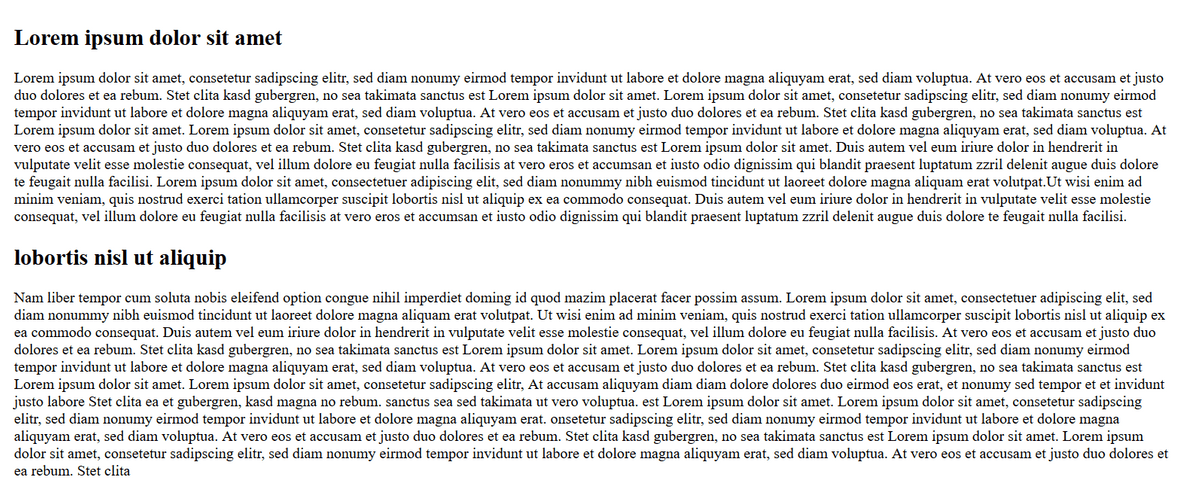 Lorem ipsum dolor sit amet
Lorem ipsum dolor sit amet, consetetur sadipscing elitr, sed diam nonumy eirmod tempor invidunt ut labore et dolore magna aliquyam erat, sed diam voluptua. At vero eos et accusam et justo
duo dolores et ea rebum. Stet clita kasd gubergren, no sea takimata sanctus est Lorem ipsum dolor sit amet. Lorem ipsum dolor sit amet, consetetur sadipscing elitr, sed diam nonumy eirmod
tempor invidunt ut labore et dolore magna aliquyam erat, sed diam voluptua. At vero eos et accusam et justo duo dolores et ea rebum. Stet clita kasd gubergren, no sea takimata sanctus est
Lorem ipsum dolor sit amet. Lorem ipsum dolor sit amet, consetetur sadipscing elitr, sed diam nonumy eirmod tempor invidunt ut labore et dolore magna aliquyam erat, sed diam voluptua. At
vero eos et accusam et justo duo dolores et ea rebum. Stet clita kasd gubergren, no sea takimata sanctus est Lorem ipsum dolor sit amet. Duis autem vel eum iriure dolor in hendrerit in
vulputate velit esse molestie consequat, vel illum dolore eu feugiat nulla facilisis at vero eros et accumsan et iusto odio dignissim qui blandit praesent luptatum zzril delenit augue duis dolore
te feugait nulla facilisi. Lorem ipsum dolor sit amet, consectetuer adipiscing elit, sed diam nonummy nibh euismod tincidunt ut laoreet dolore magna aliquam erat volutpat.Ut wisi enim ad
minim veniam, quis nostrud exerci tation ullamcorper suscipit lobortis nisl ut aliquip ex ea commodo consequat. Duis autem vel eum iriure dolor in hendrerit in vulputate velit esse molestie
consequat, vel illum dolore eu feugiat nulla facilisis at vero eros et accumsan et iusto odio dignissim qui blandit praesent luptatum zzril delenit augue duis dolore te feugait nulla facilisi.
lobortis nisl ut aliquip
Nam liber tempor cum soluta nobis eleifend option congue nihil imperdiet doming id quod mazim placerat facer possim assum. Lorem ipsum dolor sit amet, consectetuer adipiscing elit, sed
diam nonummy nibh euismod tincidunt ut laoreet dolore magna aliquam erat volutpat. Ut wisi enim ad minim veniam, quis nostrud exerci tation ullamcorper suscipit lobortis nisl ut aliquip ex
ea commodo consequat. Duis autem vel eum iriure dolor in hendrerit in vulputate velit esse molestie consequat, vel illum dolore eu feugiat nulla facilisis. At vero eos et accusam et justo duo
dolores et ea rebum. Stet clita kasd gubergren, no sea takimata sanctus est Lorem ipsum dolor sit amet. Lorem ipsum dolor sit amet, consetetur sadipscing elitr, sed diam nonumy eirmod
tempor invidunt ut labore et dolore magna aliquyam erat, sed diam voluptua. At vero eos et accusam et justo duo dolores et ea rebum. Stet clita kasd gubergren, no sea takimata sanctus est
Lorem ipsum dolor sit amet. Lorem ipsum dolor sit amet, consetetur sadipscing elitr, At accusam aliquyam diam diam dolore dolores duo eirmod eos erat, et nonumy sed tempor et et invidunt
justo labore Stet clita ea et gubergren, kasd magna no rebum. sanctus sea sed takimata ut vero voluptua. est Lorem ipsum dolor sit amet. Lorem ipsum dolor sit amet, consetetur sadipscing
elitr, sed diam nonumy eirmod tempor invidunt ut labore et dolore magna aliquyam erat. onsetetur sadipscing elitr, sed diam nonumy eirmod tempor invidunt ut labore et dolore magna
aliquyam erat, sed diam voluptua. At vero eos et accusam et justo duo dolores et ea rebum. Stet clita kasd gubergren, no sea takimata sanctus est Lorem ipsum dolor sit amet. Lorem ipsum
dolor sit amet, consetetur sadipscing elitr, sed diam nonumy eirmod tempor invidunt ut labore et dolore magna aliquyam erat, sed diam voluptua. At vero eos et accusam et justo duo dolores et
ea rebum. Stet clita